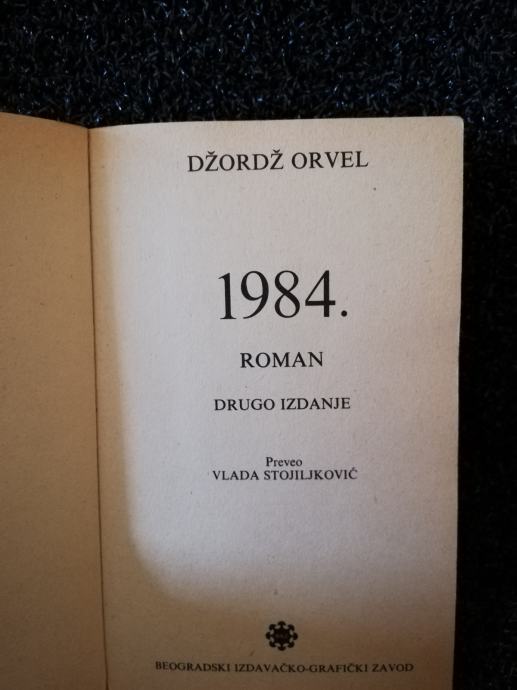 DŽORDŽ ORVEL
1984.
ROMAN
DRUGO IZDANJE
Preveo
VLADA STOJILJKOVIĆ
BEOGRADSKI IZDAVAČKO-GRAFIČKI ZAVOD